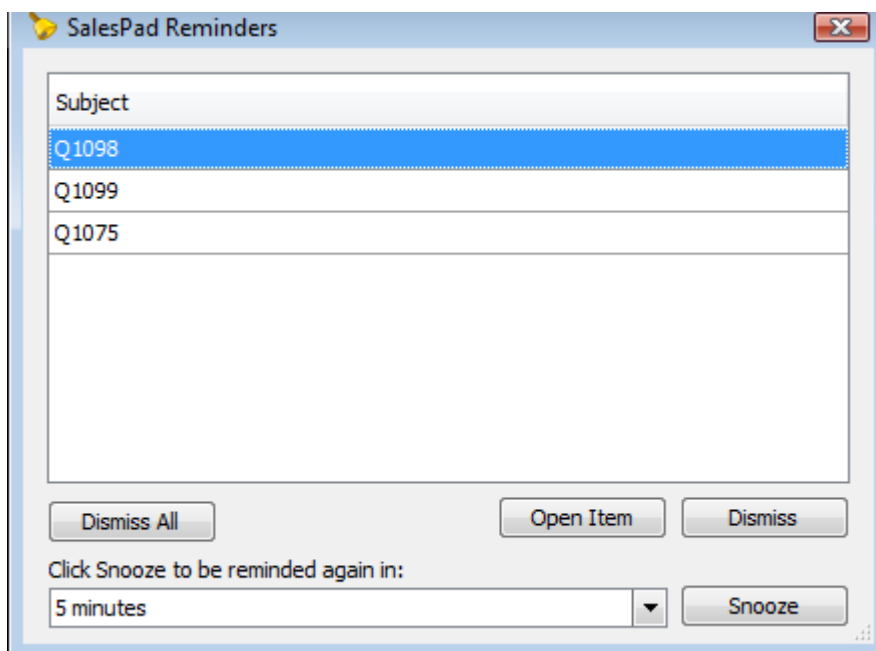 SalesPad Reminders
Subject
Q1098
Q1099
Q1075
Dismiss All
Open Item
Dismiss
Click Snooze to be reminded again in:
5 minutes
Snooze